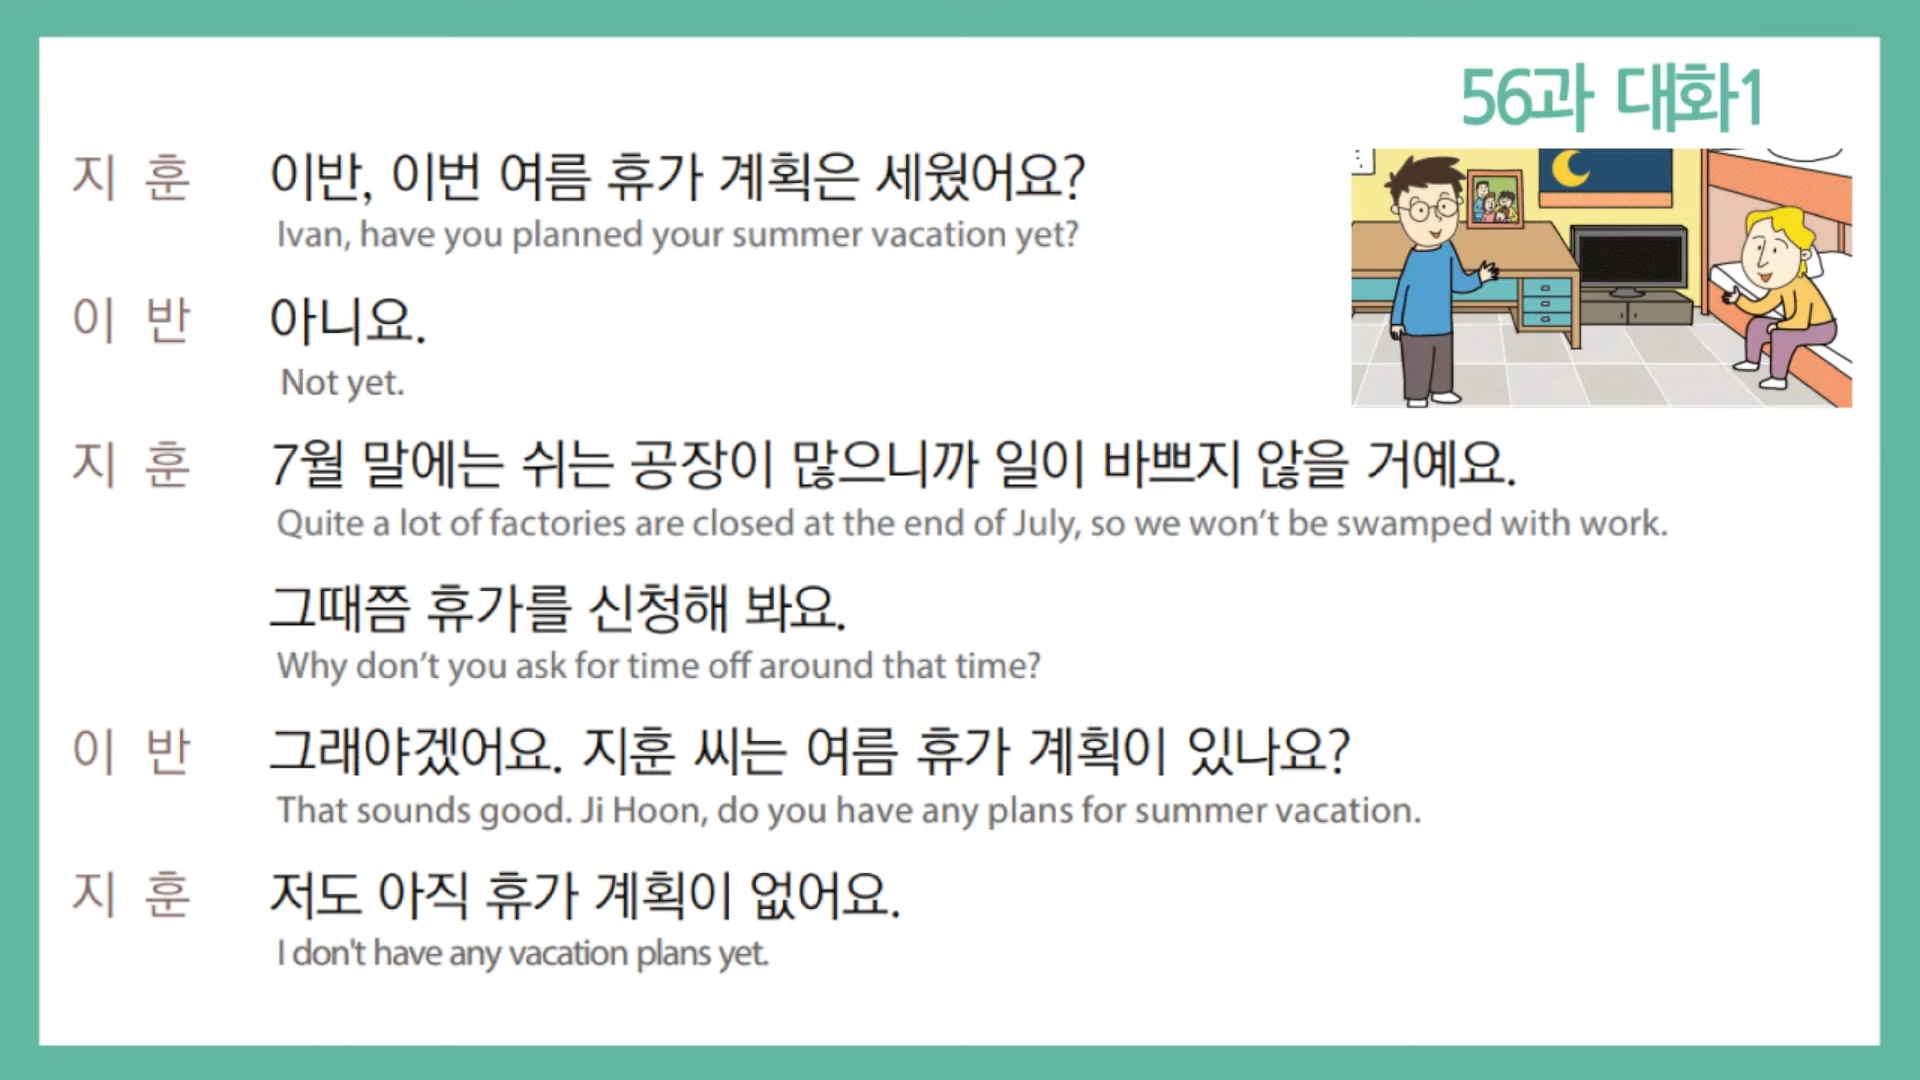 56과 대화1
지 훈 이반, 이번 여름 휴가 계획은 세웠어요?
Ivan, have you planned your summer vacation yet?
이 반 아니요.
Not yet.
지 훈 7월 말에는 쉬는 공장이 많으니까 일이 바쁘지 않을 거예요.
Quite a lot of factories are closed at the end of July, so we won’t be swamped with work.
그때쯤 휴가를 신청해 봐요.
Why don’t you ask for time off around that time?
이 반 그래야겠어요. 지훈 씨는 여름 휴가 계획이 있나요?
That sounds good. Ji Hoon, do you have any plans for summer vacation.
지 훈 저도 아직 휴가 계획이 없어요.
I don't have any vacation plans yet.